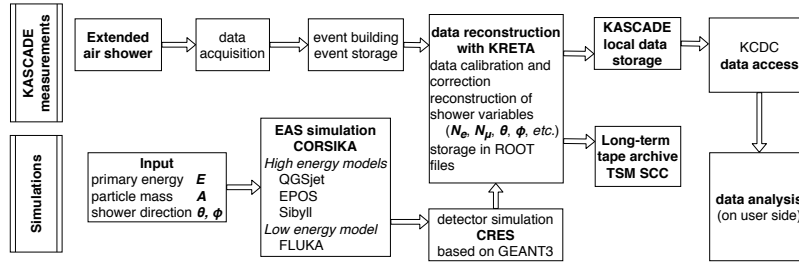 KASCADE
measurements
Extended
air shower
data
acquisition
event building
event storage
data reconstruction
with KRETA
data calibration and
correction
reconstruction of
shower variables
(Ne, Nμ, θ, ϕ, etc.)
storage in ROOT
files
KASCADE
local data
storage
KCDC
data access
Long-term
tape archive
TSM SCC
data analysis
(on user side)
Simulations
Input
primary energy E
particle mass A
shower direction θ, ϕ
EAS simulation
CORSIKA
High energy models
QGSjet
EPOS
Sibyll
Low energy model
FLUKA
detector simulation
CRES
based on GEANT3